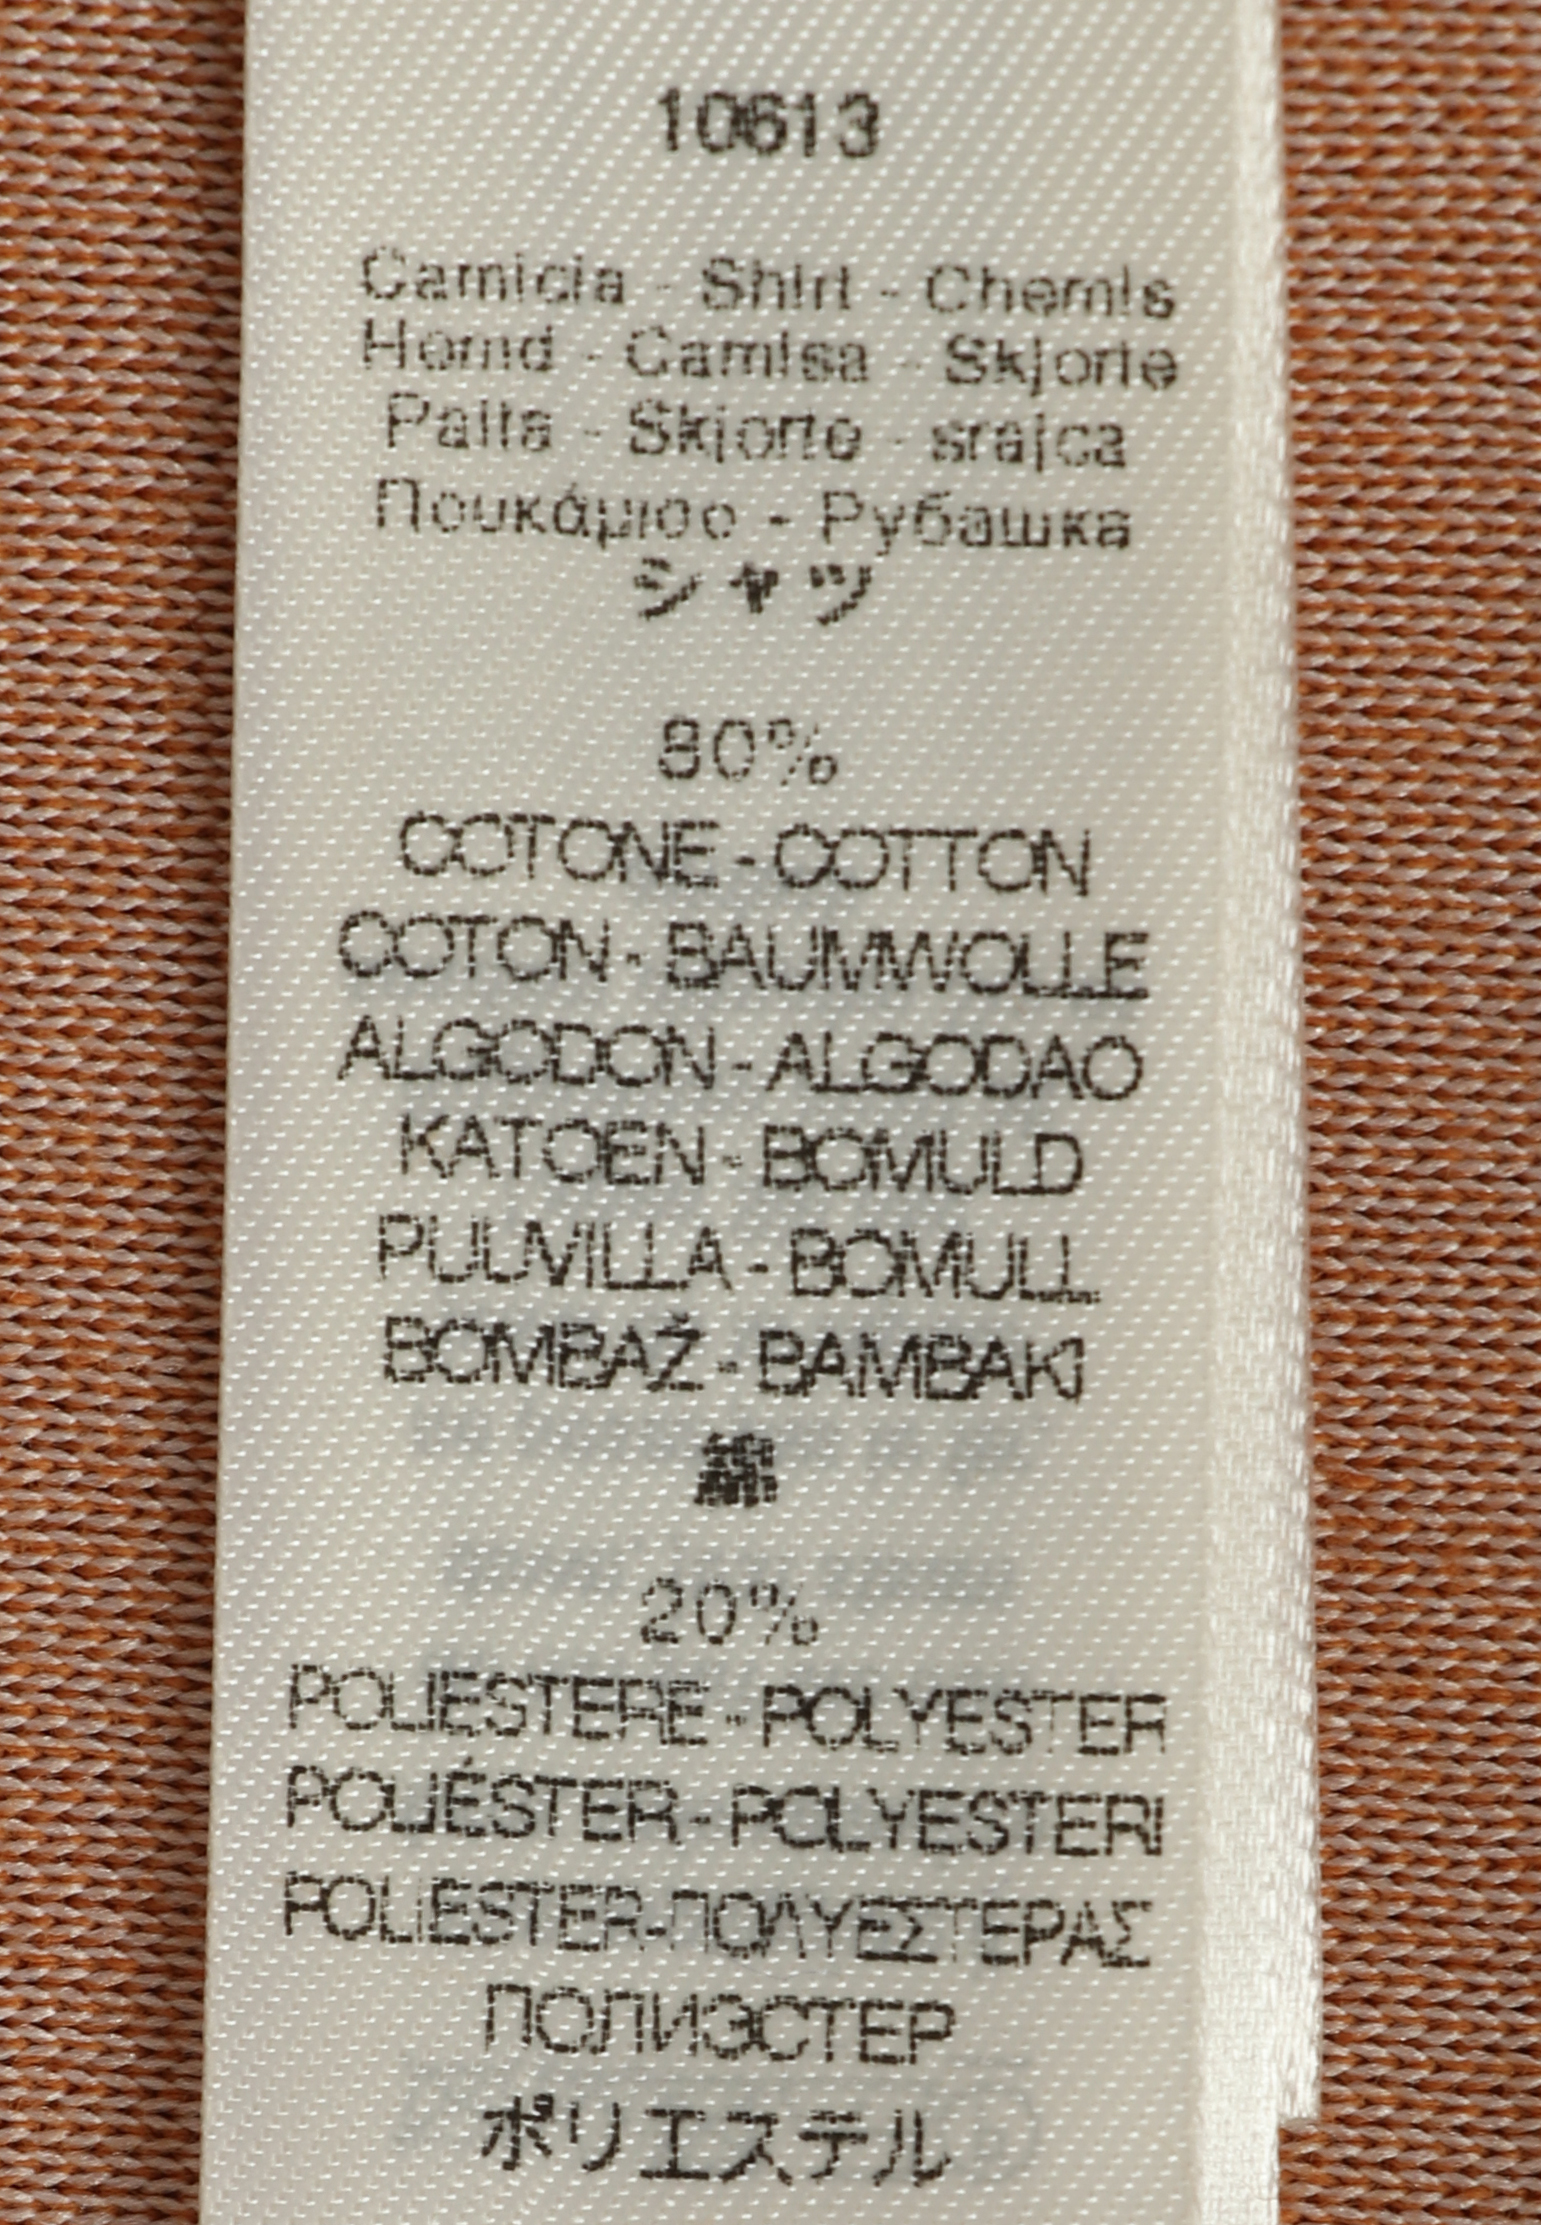 10613
Camicia - Shirt - Chemis
Hemd - Camisa - Skjorte
Paita - Skjorte - srajca
Πουκάμισο - Рубашка
シャツ
80%
COTONE - COTTON
COTON - BAUMWOLLE
ALGODON - ALGODAO
KATOEN - BOMULD
PUUVILLA - BOMULL
BOMBAŽ - BAMBAKI
綿
20%
POLIESTERE - POLYESTER
POLIÉSTER - POLYESTERI
POLIESTER-ΠΟΛΥΕΣΤΕΡΑΣ
ПОЛИЭСТЕР
ポリエステル